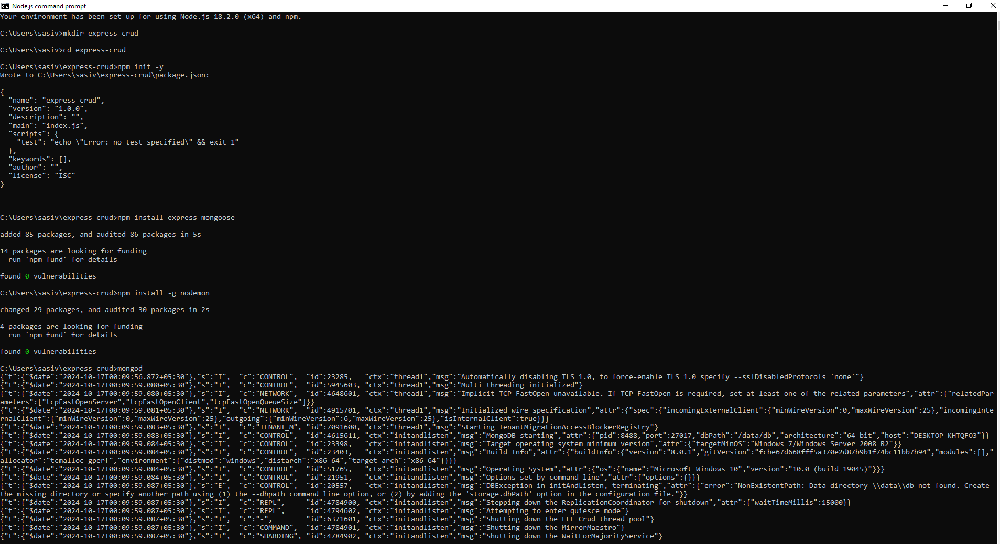 Node.js command prompt
Your environment has been set up for using Node.js 18.2.0 (x64) and npm.
C:\Users\sasiv>mkdir express-crud
C:\Users\sasiv>cd express-crud
C:\Users\sasiv\express-crud>npm init -y
Wrote to C:\Users\sasiv\express-crud\package.json:
{
  "name": "express-crud",
  "version": "1.0.0",
  "description": "",
  "main": "index.js",
  "scripts": {
    "test": "echo \"Error: no test specified\" && exit 1"
  },
  "keywords": [],
  "author": "",
  "license": "ISC"
}
C:\Users\sasiv\express-crud>npm install express mongoose
added 85 packages, and audited 86 packages in 5s
14 packages are looking for funding
  run `npm fund` for details
found 0 vulnerabilities
C:\Users\sasiv\express-crud>npm install -g nodemon
changed 29 packages, and audited 30 packages in 2s
4 packages are looking for funding
  run `npm fund` for details
found 0 vulnerabilities
C:\Users\sasiv\express-crud>mongod
{"t":{"$date":"2024-10-17T00:09:56.872+05:30"},"s":"I",  "c":"CONTROL",  "id":23285,   "ctx":"thread1","msg":"Automatically disabling TLS 1.0, to force-enable TLS 1.0 specify --sslDisabledProtocols 'none'"}
{"t":{"$date":"2024-10-17T00:09:59.080+05:30"},"s":"I",  "c":"CONTROL",  "id":5945603, "ctx":"thread1","msg":"Multi threading initialized"}
{"t":{"$date":"2024-10-17T00:09:59.080+05:30"},"s":"I",  "c":"NETWORK",  "id":4648601, "ctx":"thread1","msg":"Implicit TCP FastOpen unavailable. If TCP FastOpen is required, set at least one of the related parameters","attr":{"relatedPar
ameters":["tcpFastOpenServer","tcpFastOpenClient","tcpFastOpenQueueSize"]}}
{"t":{"$date":"2024-10-17T00:09:59.081+05:30"},"s":"I",  "c":"NETWORK",  "id":4915701, "ctx":"thread1","msg":"Initialized wire specification","attr":{"spec":{"incomingExternalClient":{"minWireVersion":0,"maxWireVersion":25},"incomingInte
rnalClient":{"minWireVersion":0,"maxWireVersion":25},"outgoing":{"minWireVersion":6,"maxWireVersion":25},"isInternalClient":true}}}
{"t":{"$date":"2024-10-17T00:09:59.083+05:30"},"s":"I",  "c":"TENANT_M", "id":7091600, "ctx":"thread1","msg":"Starting TenantMigrationAccessBlockerRegistry"}
{"t":{"$date":"2024-10-17T00:09:59.083+05:30"},"s":"I",  "c":"CONTROL",  "id":4615611, "ctx":"initandlisten","msg":"MongoDB starting","attr":{"pid":8488,"port":27017,"dbPath":"/data/db","architecture":"64-bit","host":"DESKTOP-KHTQFO3"}}
{"t":{"$date":"2024-10-17T00:09:59.084+05:30"},"s":"I",  "c":"CONTROL",  "id":23398,   "ctx":"initandlisten","msg":"Target operating system minimum version","attr":{"targetMinOS":"Windows 7/Windows Server 2008 R2"}}
{"t":{"$date":"2024-10-17T00:09:59.084+05:30"},"s":"I",  "c":"CONTROL",  "id":23403,   "ctx":"initandlisten","msg":"Build Info","attr":{"buildInfo":{"version":"8.0.1","gitVersion":"fcbe67d668fff5a370e2d87b9b1f74bc11bb7b94","modules":[],"
allocator":"tcmalloc-gperf","environment":{"distmod":"windows","distarch":"x86_64","target_arch":"x86_64"}}}}
{"t":{"$date":"2024-10-17T00:09:59.084+05:30"},"s":"I",  "c":"CONTROL",  "id":51765,   "ctx":"initandlisten","msg":"Operating System","attr":{"os":{"name":"Microsoft Windows 10","version":"10.0 (build 19045)"}}}
{"t":{"$date":"2024-10-17T00:09:59.084+05:30"},"s":"I",  "c":"CONTROL",  "id":21951,   "ctx":"initandlisten","msg":"Options set by command line","attr":{"options":{}}}
{"t":{"$date":"2024-10-17T00:09:59.087+05:30"},"s":"E",  "c":"CONTROL",  "id":20557,   "ctx":"initandlisten","msg":"DBException in initAndListen, terminating","attr":{"error":"NonExistentPath: Data directory \\data\\db not found. Create
the missing directory or specify another path using (1) the --dbpath command line option, or (2) by adding the 'storage.dbPath' option in the configuration file."}}
{"t":{"$date":"2024-10-17T00:09:59.087+05:30"},"s":"I",  "c":"REPL",     "id":4784900, "ctx":"initandlisten","msg":"Stepping down the ReplicationCoordinator for shutdown","attr":{"waitTimeMillis":15000}}
{"t":{"$date":"2024-10-17T00:09:59.087+05:30"},"s":"I",  "c":"REPL",     "id":4794602, "ctx":"initandlisten","msg":"Attempting to enter quiesce mode"}
{"t":{"$date":"2024-10-17T00:09:59.087+05:30"},"s":"I",  "c":"-",        "id":6371601, "ctx":"initandlisten","msg":"Shutting down the FLE Crud thread pool"}
{"t":{"$date":"2024-10-17T00:09:59.087+05:30"},"s":"I",  "c":"COMMAND",  "id":4784901, "ctx":"initandlisten","msg":"Shutting down the MirrorMaestro"}
{"t":{"$date":"2024-10-17T00:09:59.087+05:30"},"s":"I",  "c":"SHARDING", "id":4784902, "ctx":"initandlisten","msg":"Shutting down the WaitForMajorityService"}